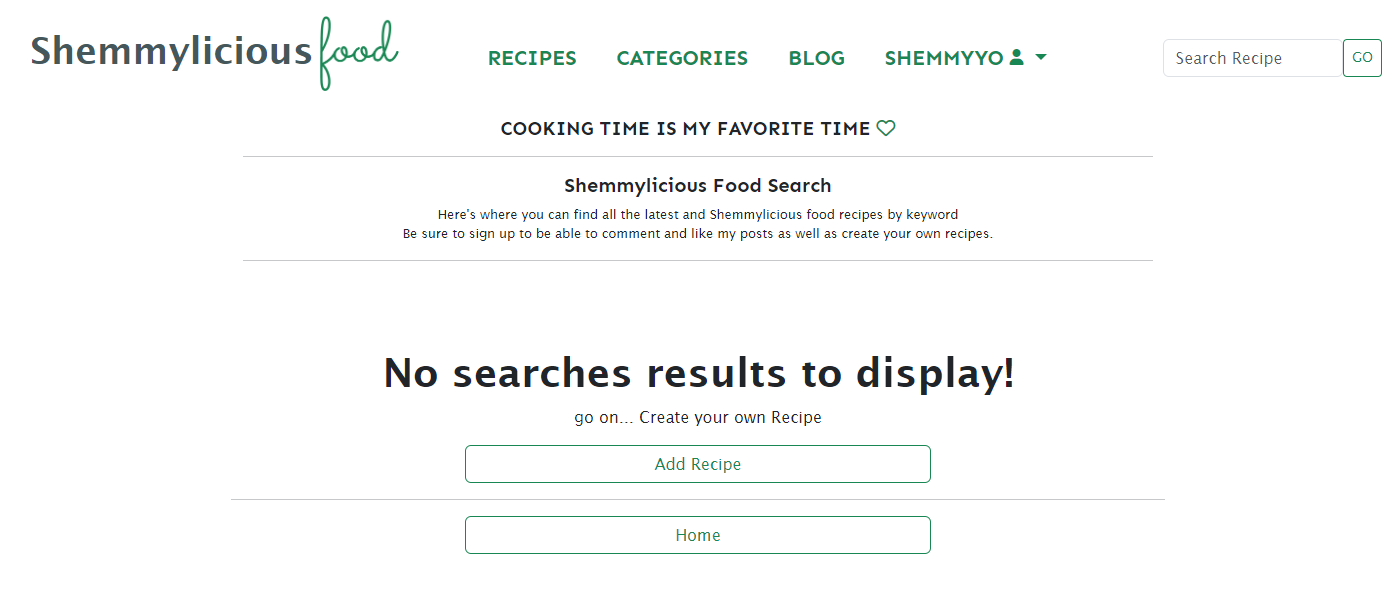 Shemmylicious food
RECIPES CATEGORIES BLOG SHEMMYYO
Search Recipe GO
COOKING TIME IS MY FAVORITE TIME
Shemmylicious Food Search
Here's where you can find all the latest and Shemmylicious food recipes by keyword
Be sure to sign up to be able to comment and like my posts as well as create your own recipes.
No searches results to display!
go on... Create your own Recipe
Add Recipe
Home